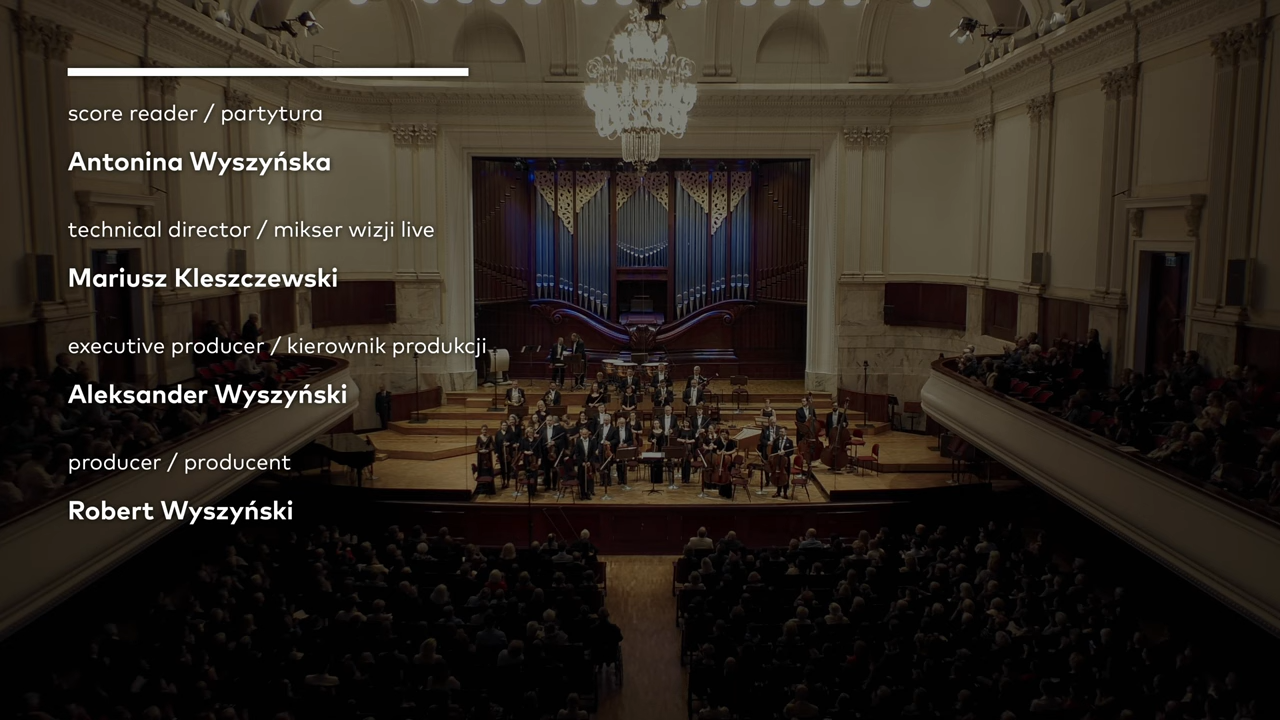 score reader / partytura
Antonina Wyszyńska
technical director / mikser wizji live
Mariusz Kleszczewski
executive producer / kierownik produkcji
Aleksander Wyszyński
producer / producent
Robert Wyszyński